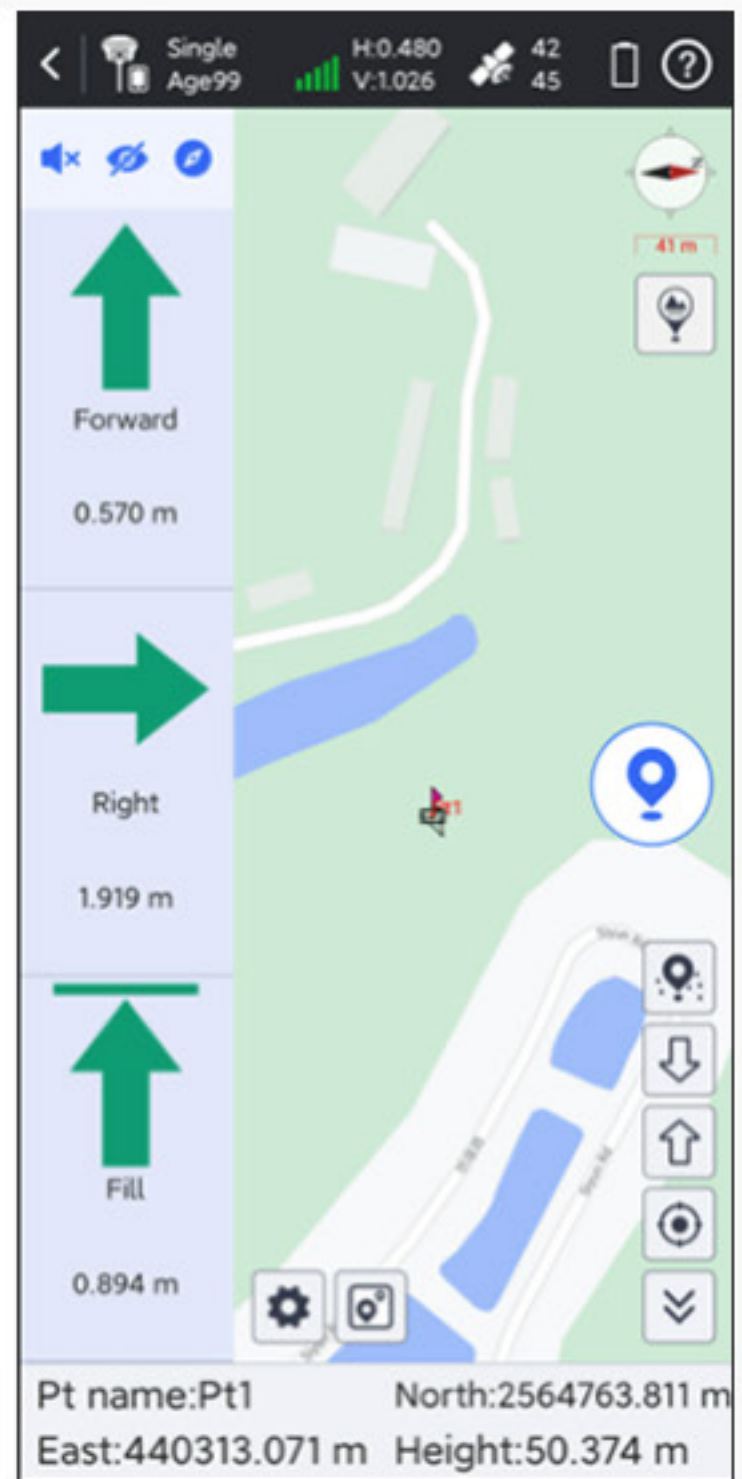 Single
Age99
H:0.480
V:1.026
42
45
41 m
Forward
0.570 m
Right
1.919 m
Fill
0.894 m
Pt name:Pt1
North:2564763.811 m
East:440313.071 m
Height:50.374 m